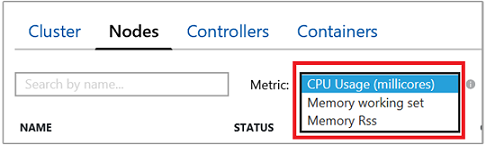 Cluster Nodes Controllers Containers
Search by name... Metric: CPU Usage (millicores)
Memory working set
Memory Rss
NAME STATUS